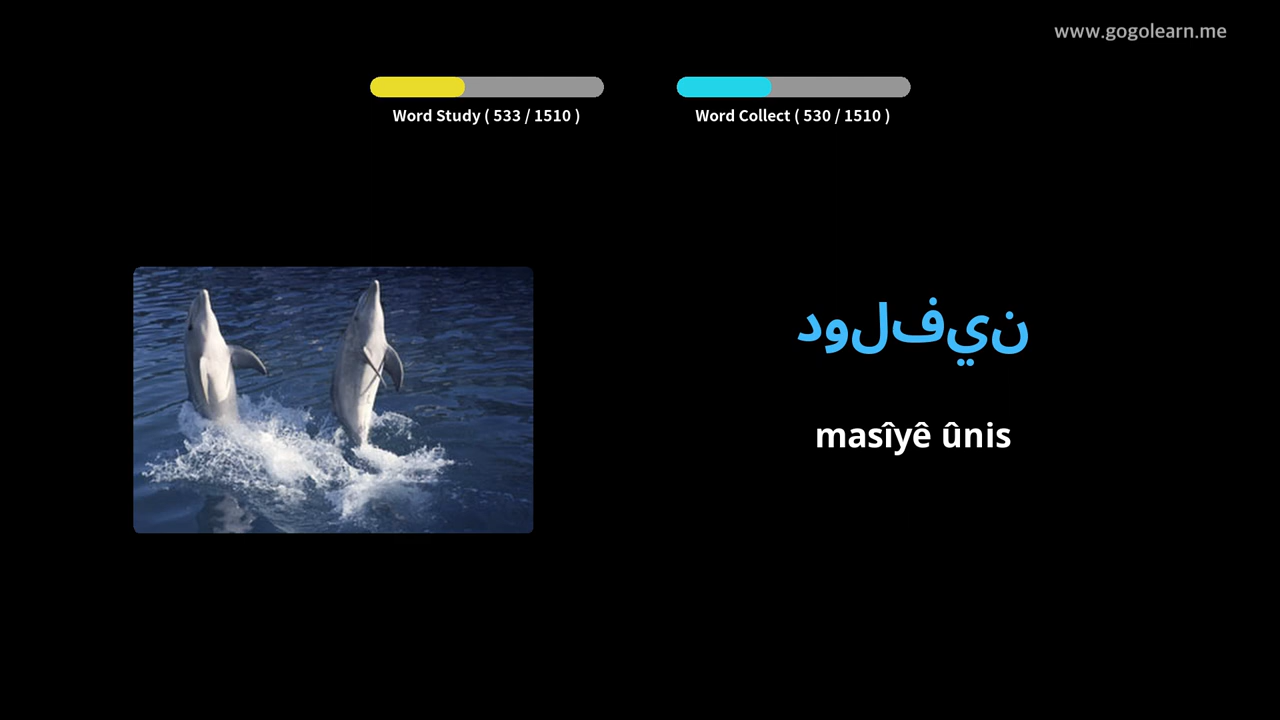 www.gogolearn.me
Word Study ( 533 / 1510 )
Word Collect ( 530 / 1510 )
دولفين
masîyê ûnis